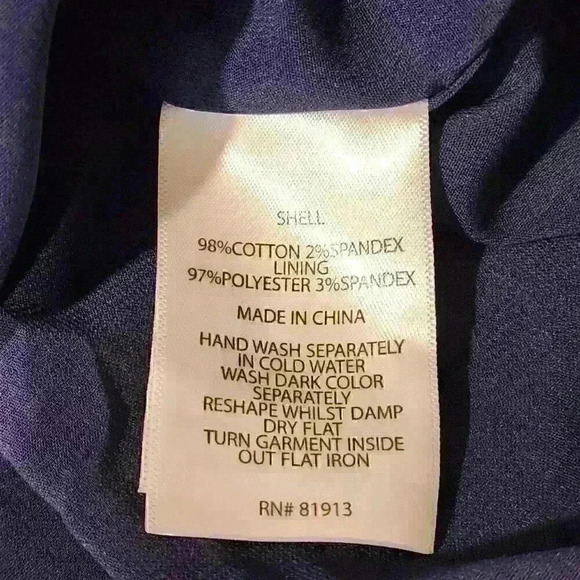 SHELL
98%COTTON 2%SPANDEX
LINING
97%POLYESTER 3%SPANDEX
MADE IN CHINA
HAND WASH SEPARATELY
IN COLD WATER
WASH DARK COLOR
SEPARATELY
RESHAPE WHILST DAMP
DRY FLAT
TURN GARMENT INSIDE
OUT FLAT IRON
RN# 81913